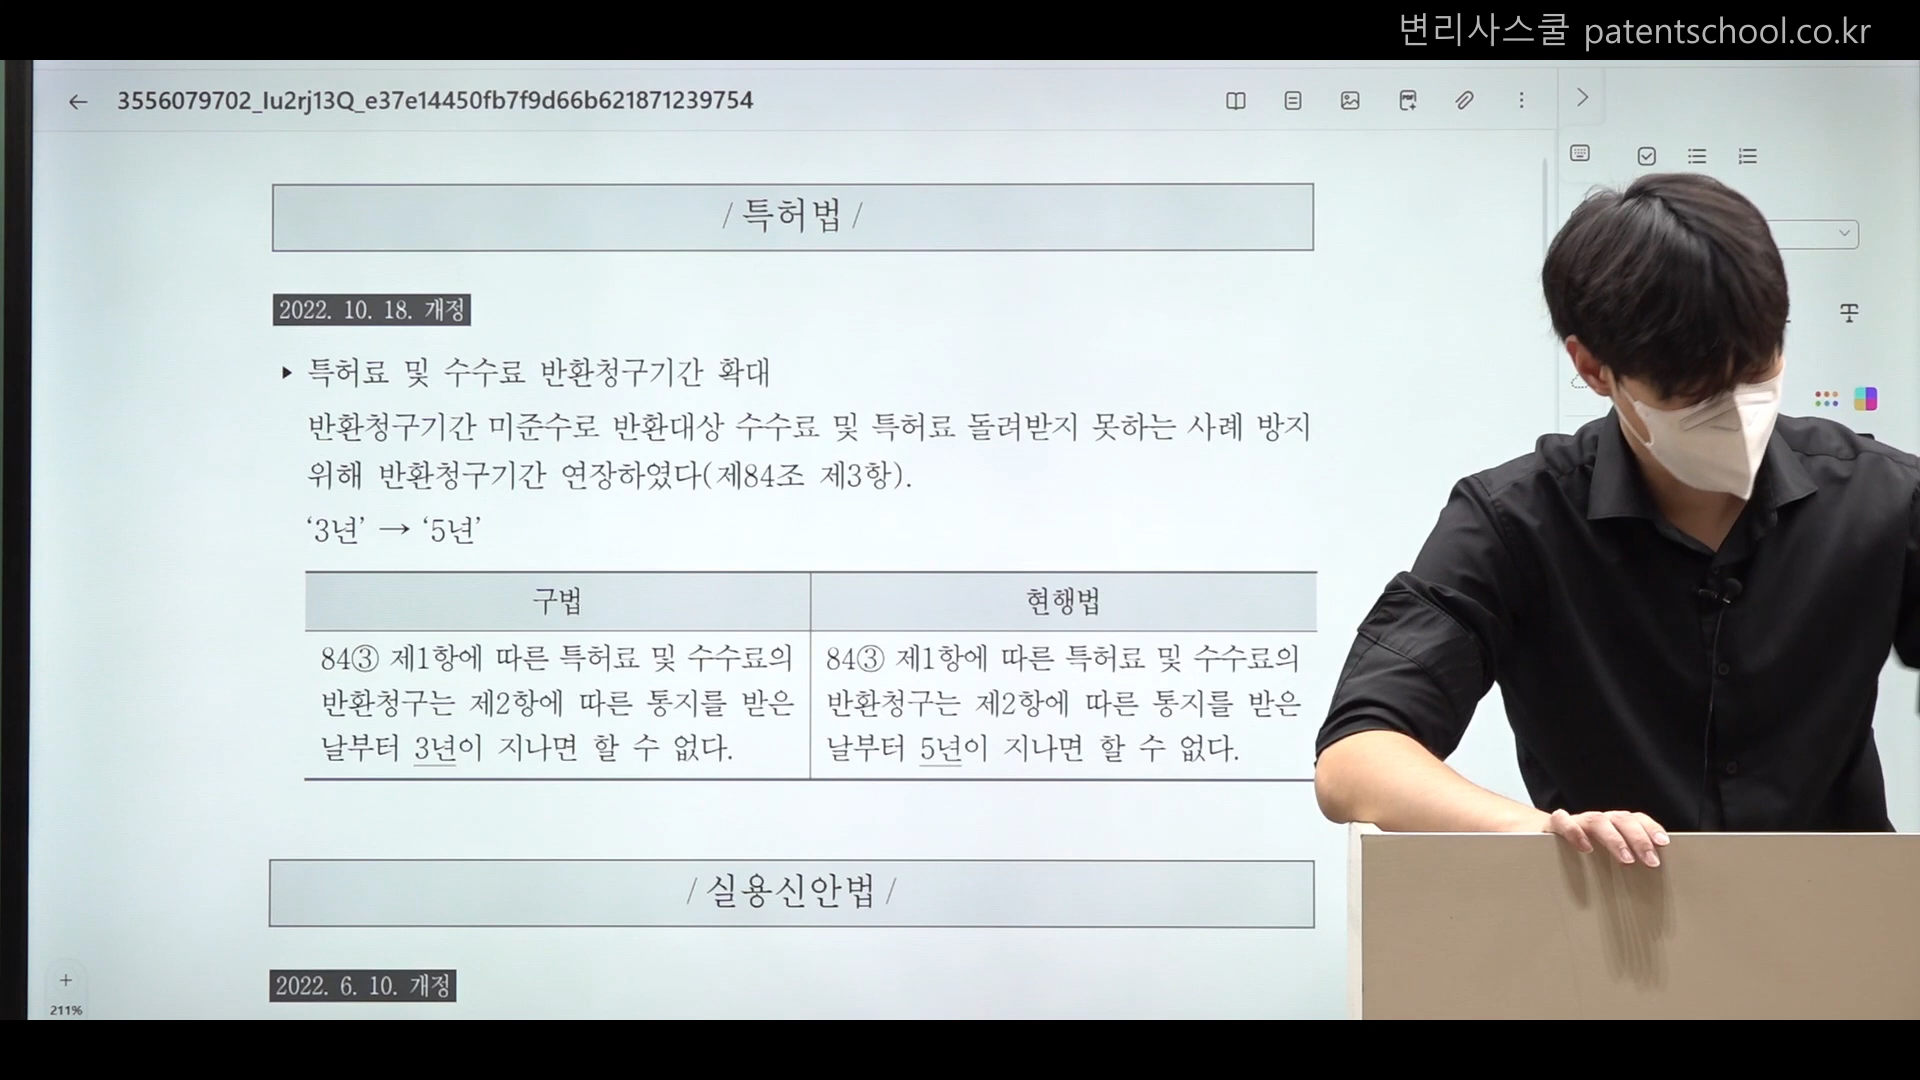 변리사스쿨 patentschool.co.kr
3556079702_Iu2rj13Q_e37e14450fb7f9d66b621871239754
/ 특허법 /
2022. 10. 18. 개정
▸ 특허료 및 수수료 반환청구기간 확대
반환청구기간 미준수로 반환대상 수수료 및 특허료 돌려받지 못하는 사례 방지
위해 반환청구기간 연장하였다(제84조 제3항).
‘3년’ → ‘5년’
구법
84③ 제1항에 따른 특허료 및 수수료의
반환청구는 제2항에 따른 통지를 받은
날부터 3년이 지나면 할 수 없다.
현행법
84③ 제1항에 따른 특허료 및 수수료의
반환청구는 제2항에 따른 통지를 받은
날부터 5년이 지나면 할 수 없다.
/ 실용신안법 /
2022. 6. 10. 개정
211%